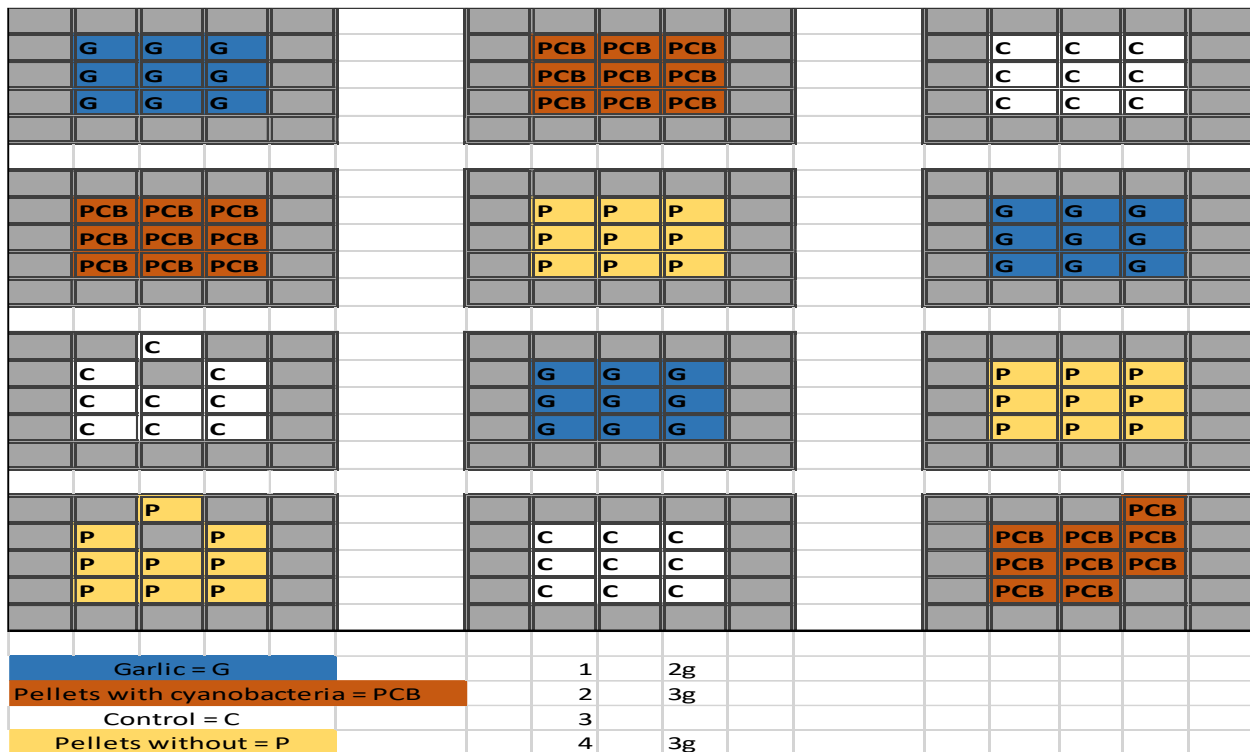 G G G PCB PCB PCB C C C
G G G PCB PCB PCB C C C
G G G PCB PCB PCB C C C
PCB PCB PCB P P P G G G
PCB PCB PCB P P P G G G
PCB PCB PCB P P P G G G
C
C C G G G P P P
C C C G G G P P P
C C C G G G P P P
P PCB
P P C C C PCB PCB PCB
P P P C C C PCB PCB PCB
P P P C C C PCB PCB
Garlic = G 1 2g
Pellets with cyanobacteria = PCB 2 3g
Control = C 3
Pellets without = P 4 3g